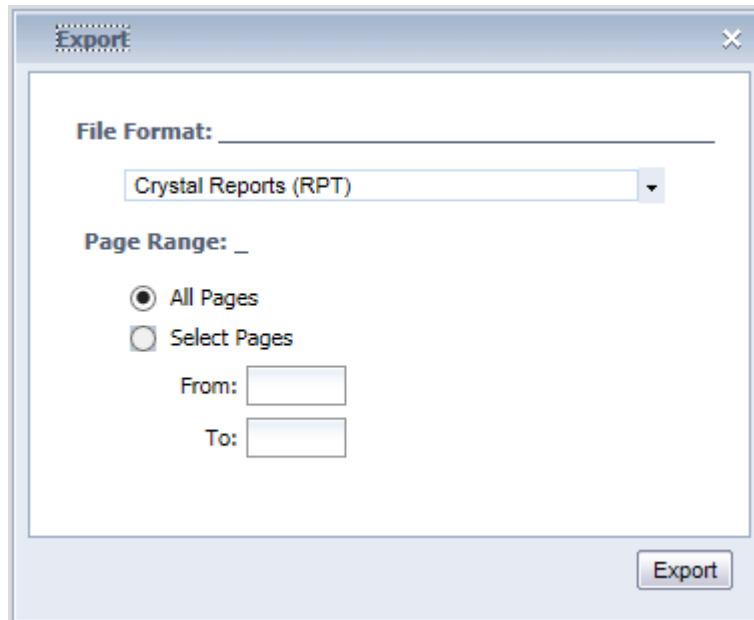 Export
File Format:
Crystal Reports (RPT)
Page Range: _
All Pages
Select Pages
From:
To:
Export